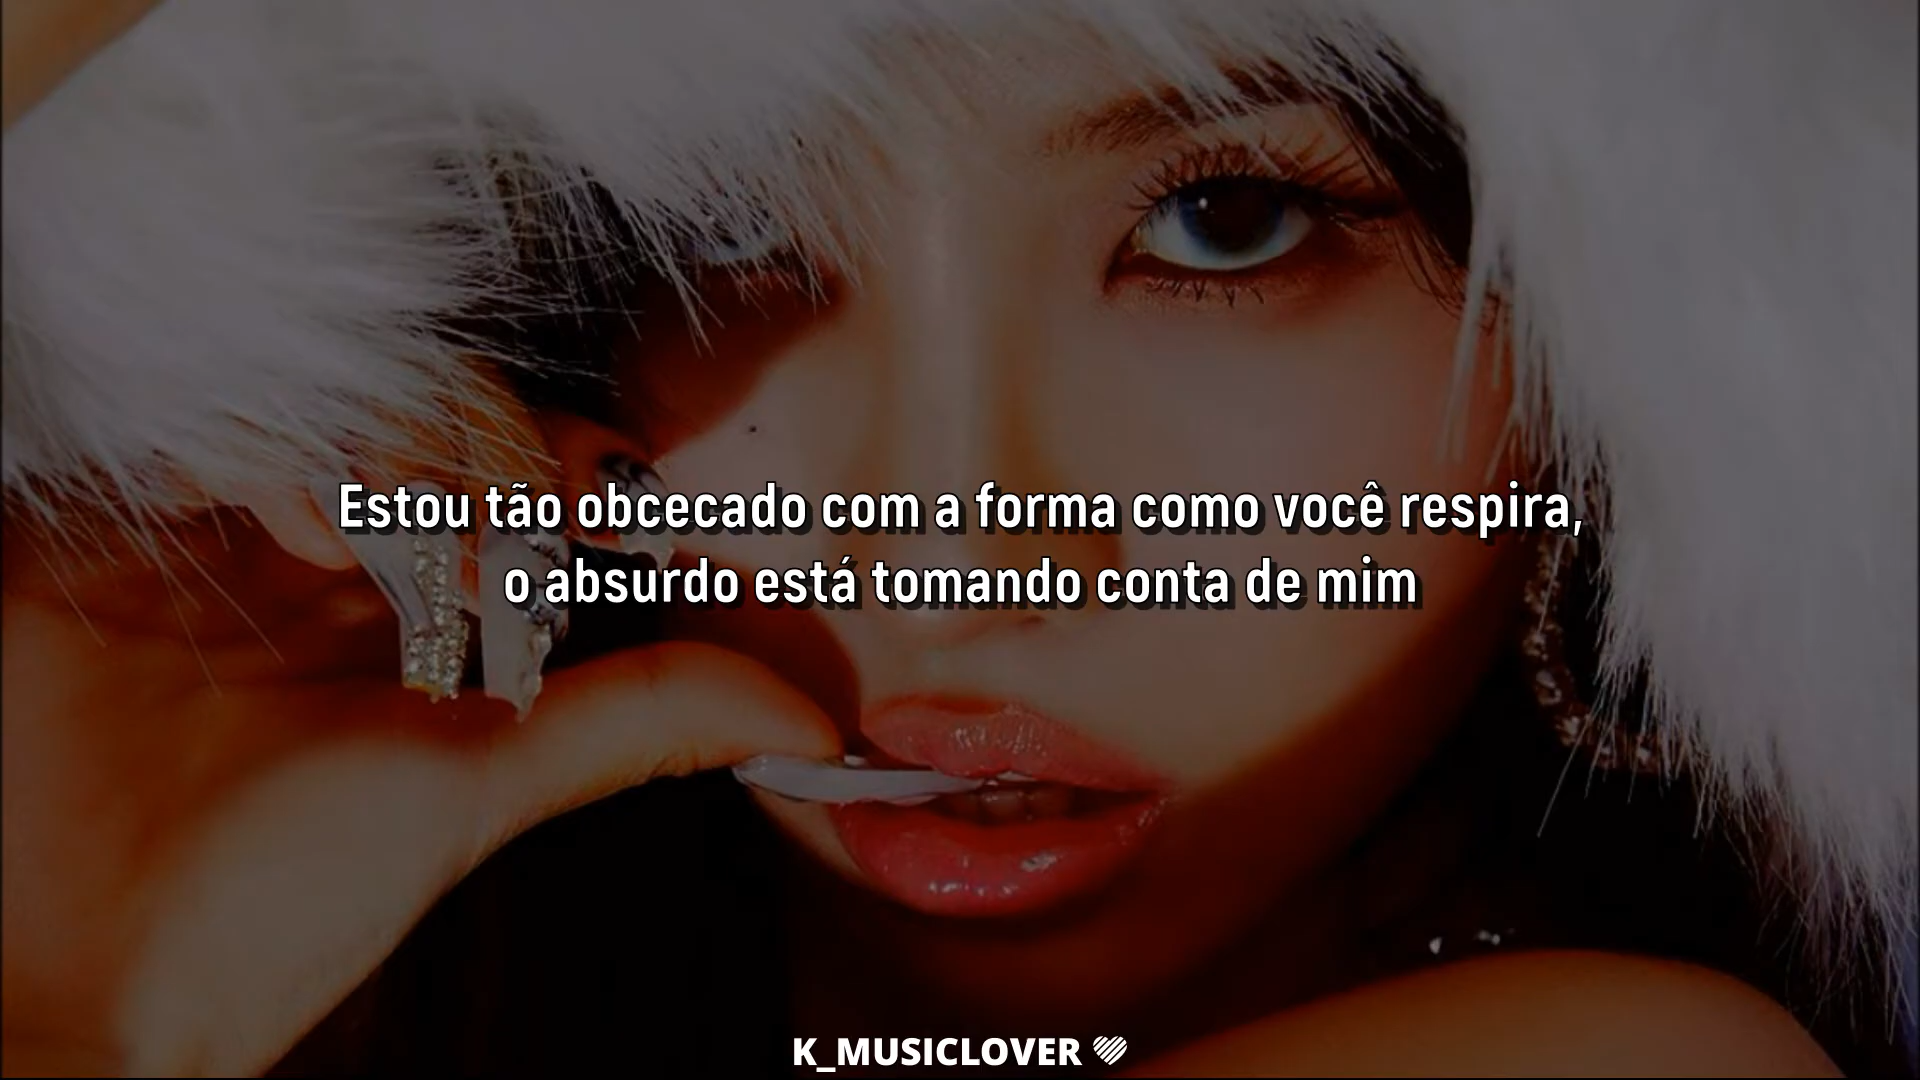 Estou tão obcecado com a forma como você respira,
o absurdo está tomando conta de mim
K_MUSICLOVER